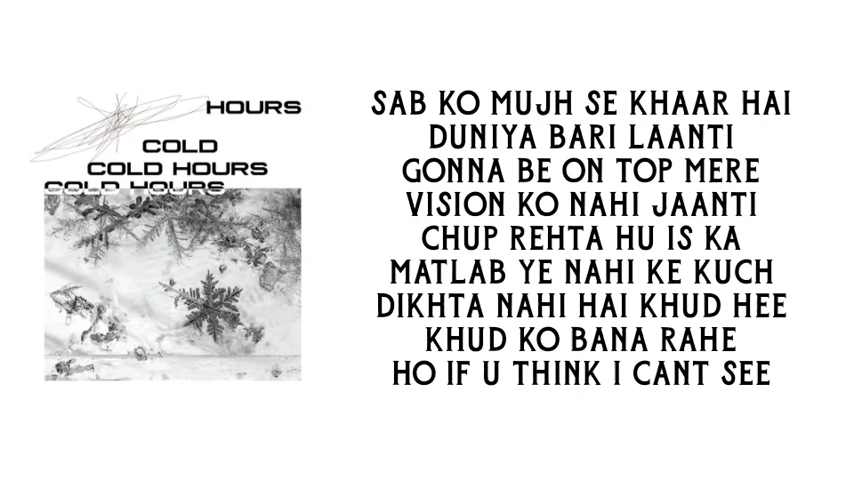 HOURS
COLD
COLD HOURS
COLD HOURS
SAB KO MUJH SE KHAAR HAI
DUNIYA BARI LAANTI
GONNA BE ON TOP MERE
VISION KO NAHI JAANTI
CHUP REHTA HU IS KA
MATLAB YE NAHI KE KUCH
DIKHTA NAHI HAI KHUD HEE
KHUD KO BANA RAHE
HO IF U THINK I CANT SEE